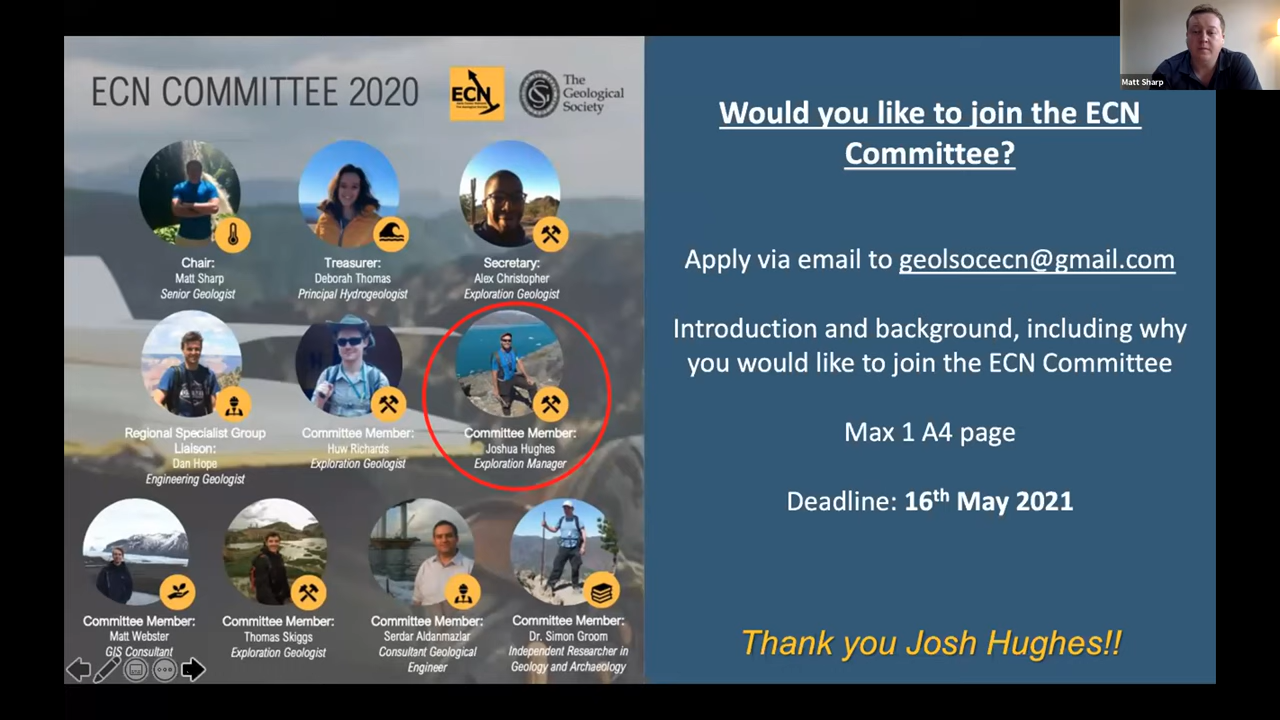 Matt Sharp
ECN COMMITTEE 2020
ECN
The
Geological
Society
Chair:
Matt Sharp
Senior Geologist
Treasurer:
Deborah Thomas
Principal Hydrogeologist
Secretary:
Alex Christopher
Exploration Geologist
Regional Specialist Group
Liaison:
Dan Hope
Engineering Geologist
Committee Member:
Huw Richards
Exploration Geologist
Committee Member:
Joshua Hughes
Exploration Manager
Committee Member:
Matt Webster
GIS Consultant
Committee Member:
Thomas Skiggs
Exploration Geologist
Committee Member:
Serdar Aldanmazlar
Consultant Geological
Engineer
Committee Member:
Dr. Simon Groom
Independent Researcher in
Geology and Archaeology
Would you like to join the ECN
Committee?
Apply via email to geolsocecn@gmail.com
Introduction and background, including why
you would like to join the ECN Committee
Max 1 A4 page
Deadline: 16th May 2021
Thank you Josh Hughes!!